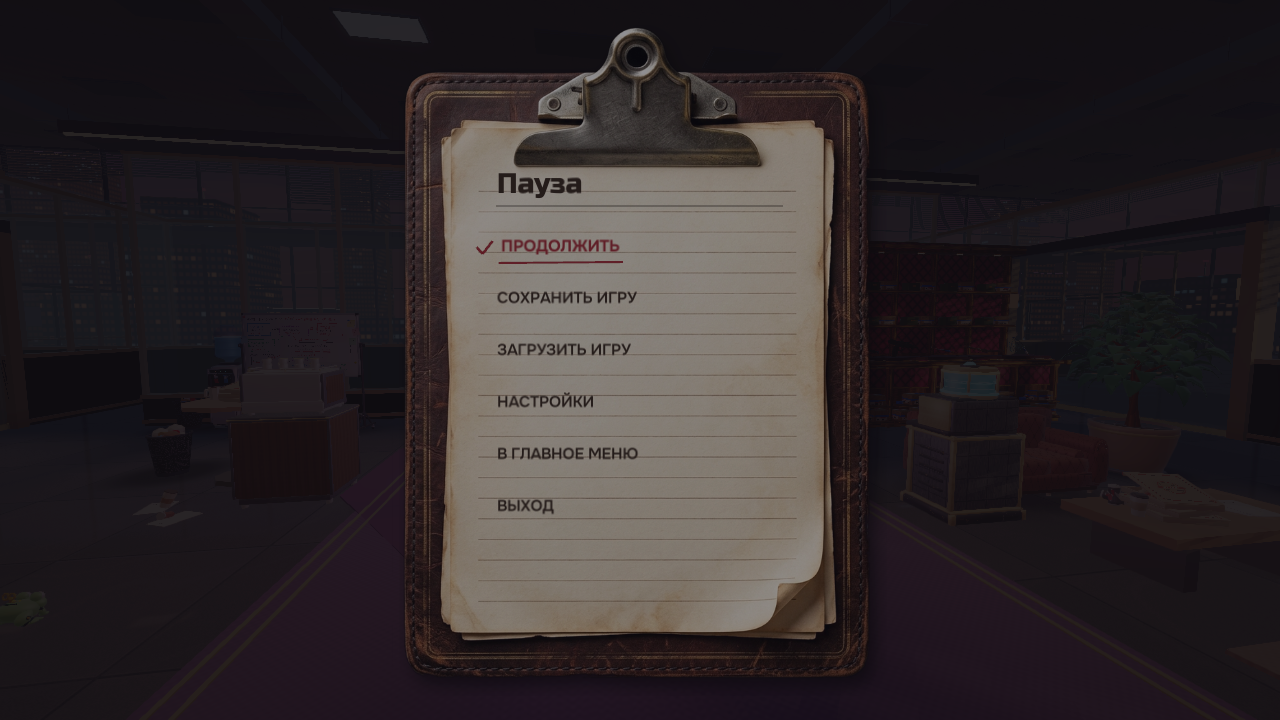 Пауза
ПРОДОЛЖИТЬ
СОХРАНИТЬ ИГРУ
ЗАГРУЗИТЬ ИГРУ
НАСТРОЙКИ
В ГЛАВНОЕ МЕНЮ
ВЫХОД